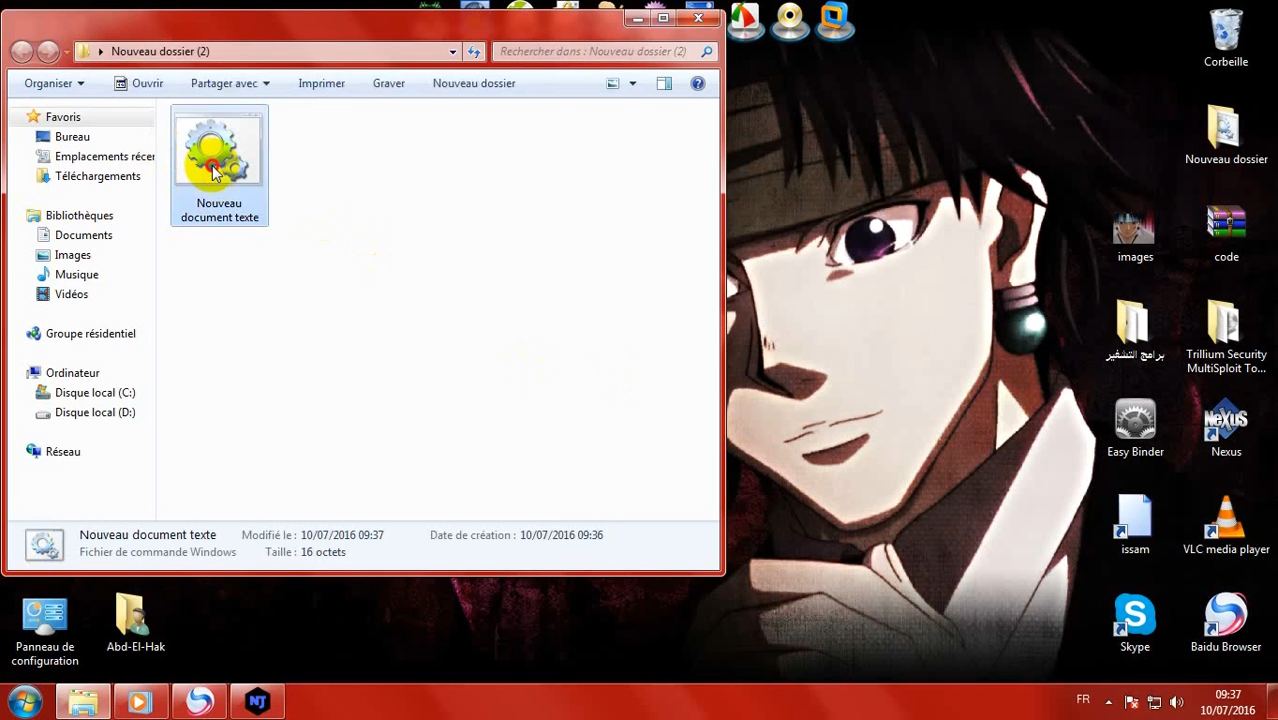 Nouveau dossier (2)
Rechercher dans : Nouveau dossier (2)
Organiser
Ouvrir
Partager avec
Imprimer
Graver
Nouveau dossier
Favoris
Bureau
Emplacements récer
Téléchargements
Bibliothèques
Documents
Images
Musique
Vidéos
Groupe résidentiel
Ordinateur
Disque local (C:)
Disque local (D:)
Réseau
Nouveau
document texte
Nouveau document texte
Modifié le : 10/07/2016 09:37
Date de création : 10/07/2016 09:36
Fichier de commande Windows
Taille : 16 octets
Corbeille
Nouveau dossier
images
code
برامج التشفير
Trillium Security
MultiSploit To...
Easy Binder
NeXus
Nexus
issam
VLC media player
Skype
Baidu Browser
Panneau de
configuration
Abd-El-Hak
NJ
FR
09:37
10/07/2016